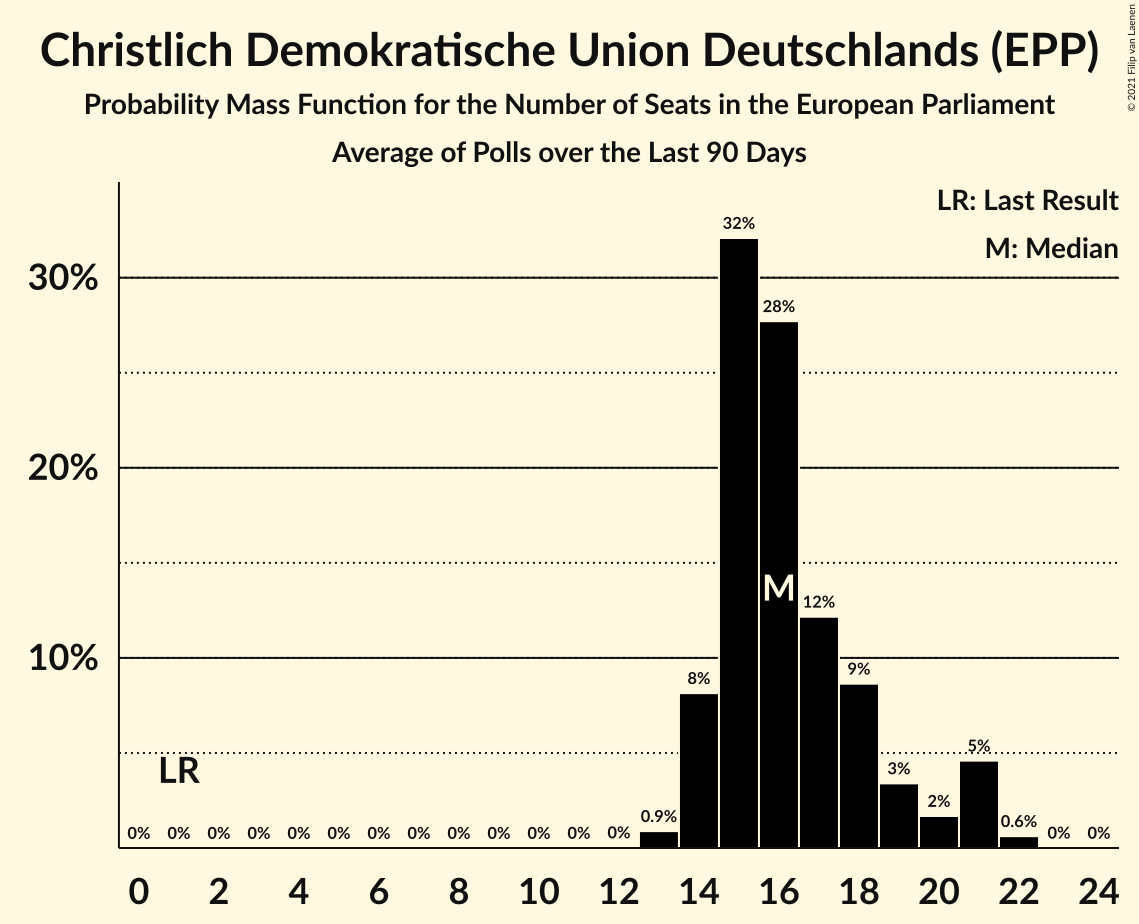 Christlich Demokratische Union Deutschlands (EPP)
Probability Mass Function for the Number of Seats in the European Parliament
Average of Polls over the Last 90 Days
© 2021 Filip van Laenen
LR: Last Result
M: Median
30%
20%
10%
32%
28%
M
12%
8%
9%
LR
5%
3%
2%
0% 0% 0% 0% 0% 0% 0% 0% 0% 0% 0% 0% 0% 0.9% 0.6% 0% 0%
0 2 4 6 8 10 12 14 16 18 20 22 24